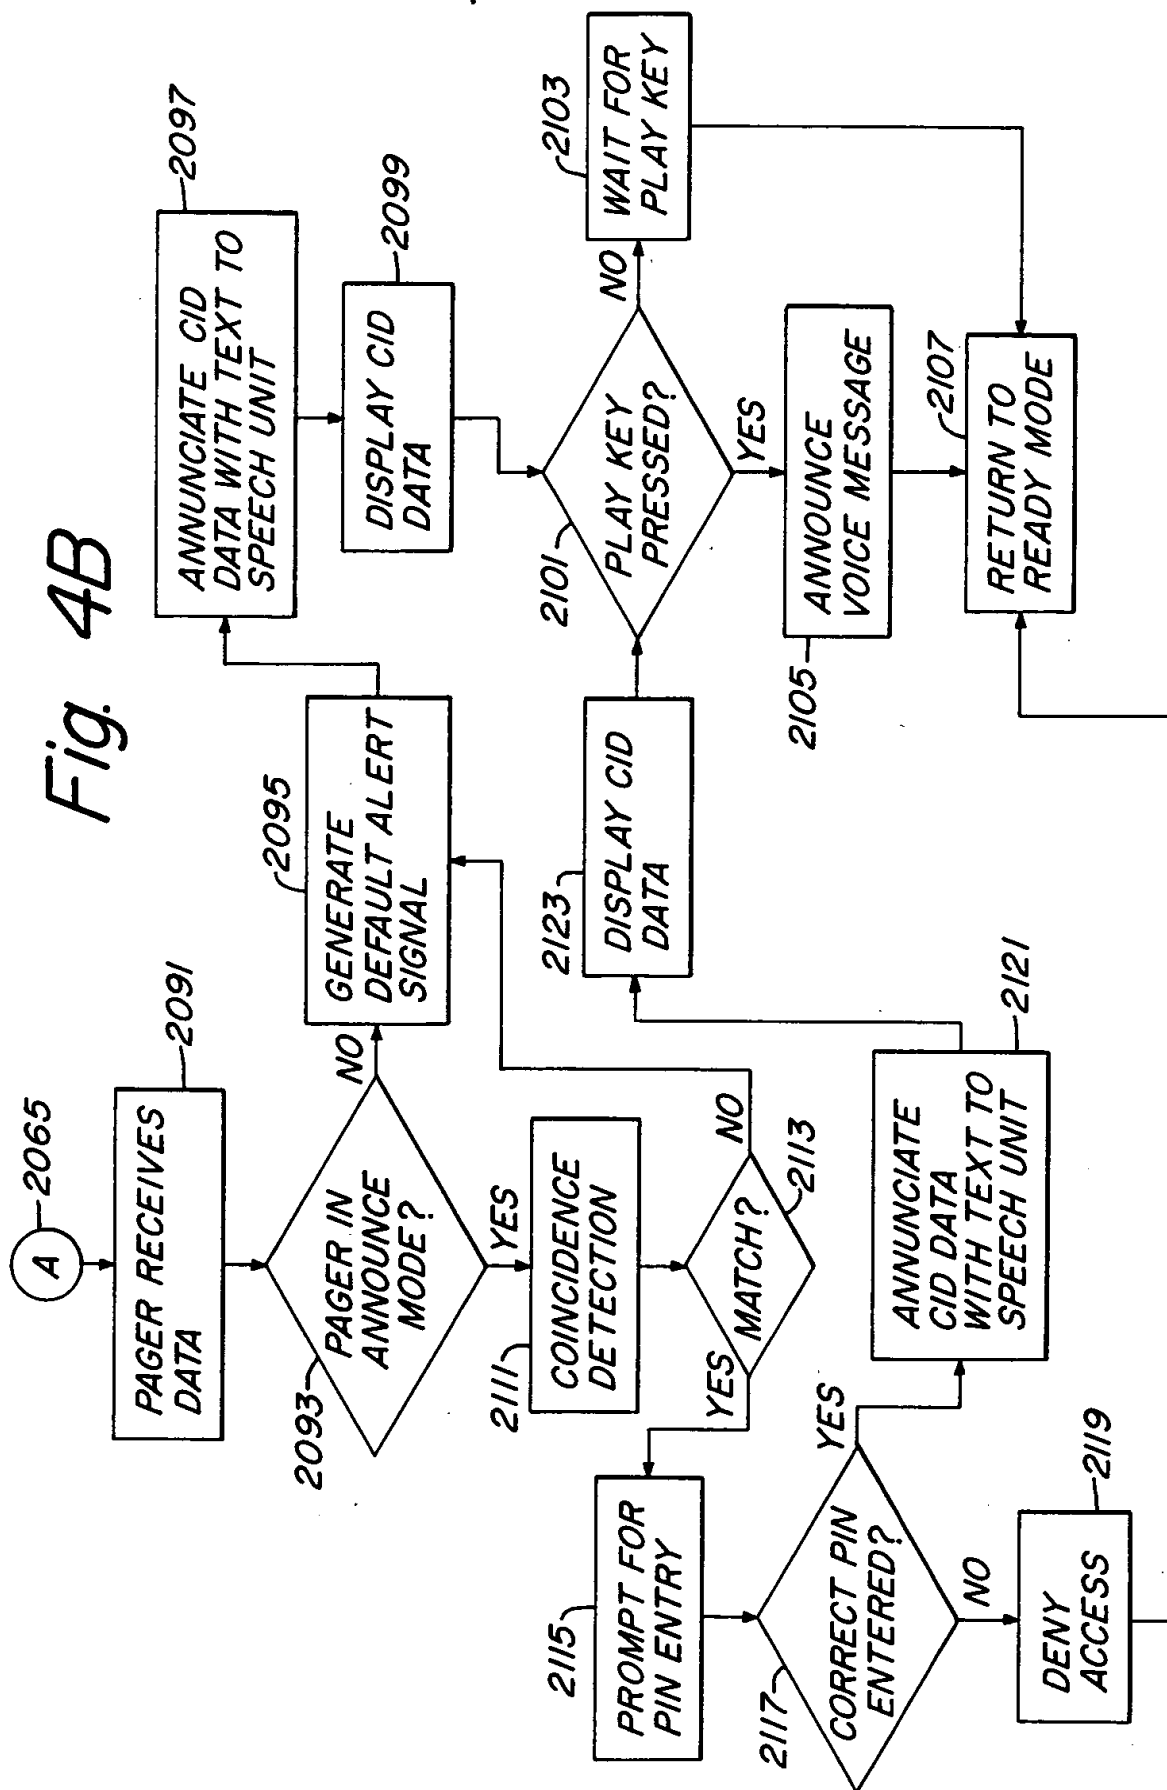 Fig. 4B
A
2065
PAGER RECEIVES
DATA
2091
PAGER IN
ANNOUNCE
MODE?
2093
NO
YES
GENERATE
DEFAULT ALERT
SIGNAL
2095
ANNUNCIATE CID
DATA WITH TEXT TO
SPEECH UNIT
2097
DISPLAY CID
DATA
2099
COINCIDENCE
DETECTION
2111
MATCH?
2113
NO
YES
PROMPT FOR
PIN ENTRY
2115
CORRECT PIN
ENTERED?
2117
YES
NO
DENY
ACCESS
2119
ANNUNCIATE
CID DATA
WITH TEXT TO
SPEECH UNIT
2121
DISPLAY CID
DATA
2123
PLAY KEY
PRESSED?
2101
NO
YES
WAIT FOR
PLAY KEY
2103
ANNOUNCE
VOICE MESSAGE
2105
RETURN TO
READY MODE
2107